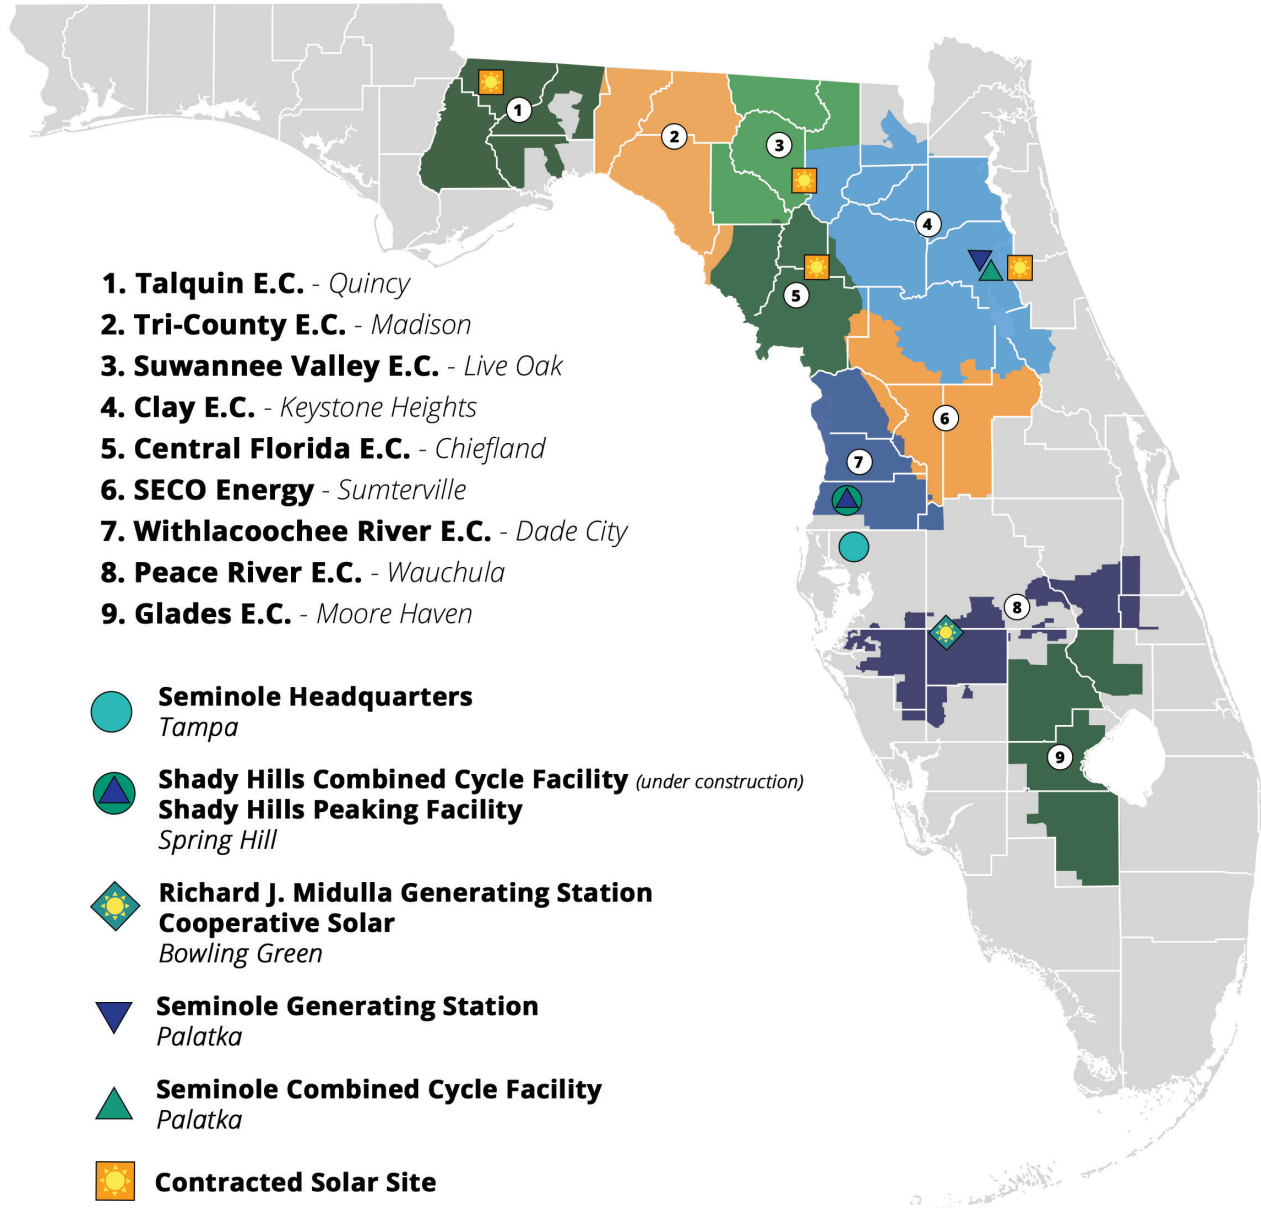 1
2
3
4
5
6
7
8
9
1. Talquin E.C. - Quincy
2. Tri-County E.C. - Madison
3. Suwannee Valley E.C. - Live Oak
4. Clay E.C. - Keystone Heights
5. Central Florida E.C. - Chiefland
6. SECO Energy - Sumterville
7. Withlacoochee River E.C. - Dade City
8. Peace River E.C. - Wauchula
9. Glades E.C. - Moore Haven
Seminole Headquarters
Tampa
Shady Hills Combined Cycle Facility (under construction)
Shady Hills Peaking Facility
Spring Hill
Richard J. Midulla Generating Station
Cooperative Solar
Bowling Green
Seminole Generating Station
Palatka
Seminole Combined Cycle Facility
Palatka
Contracted Solar Site